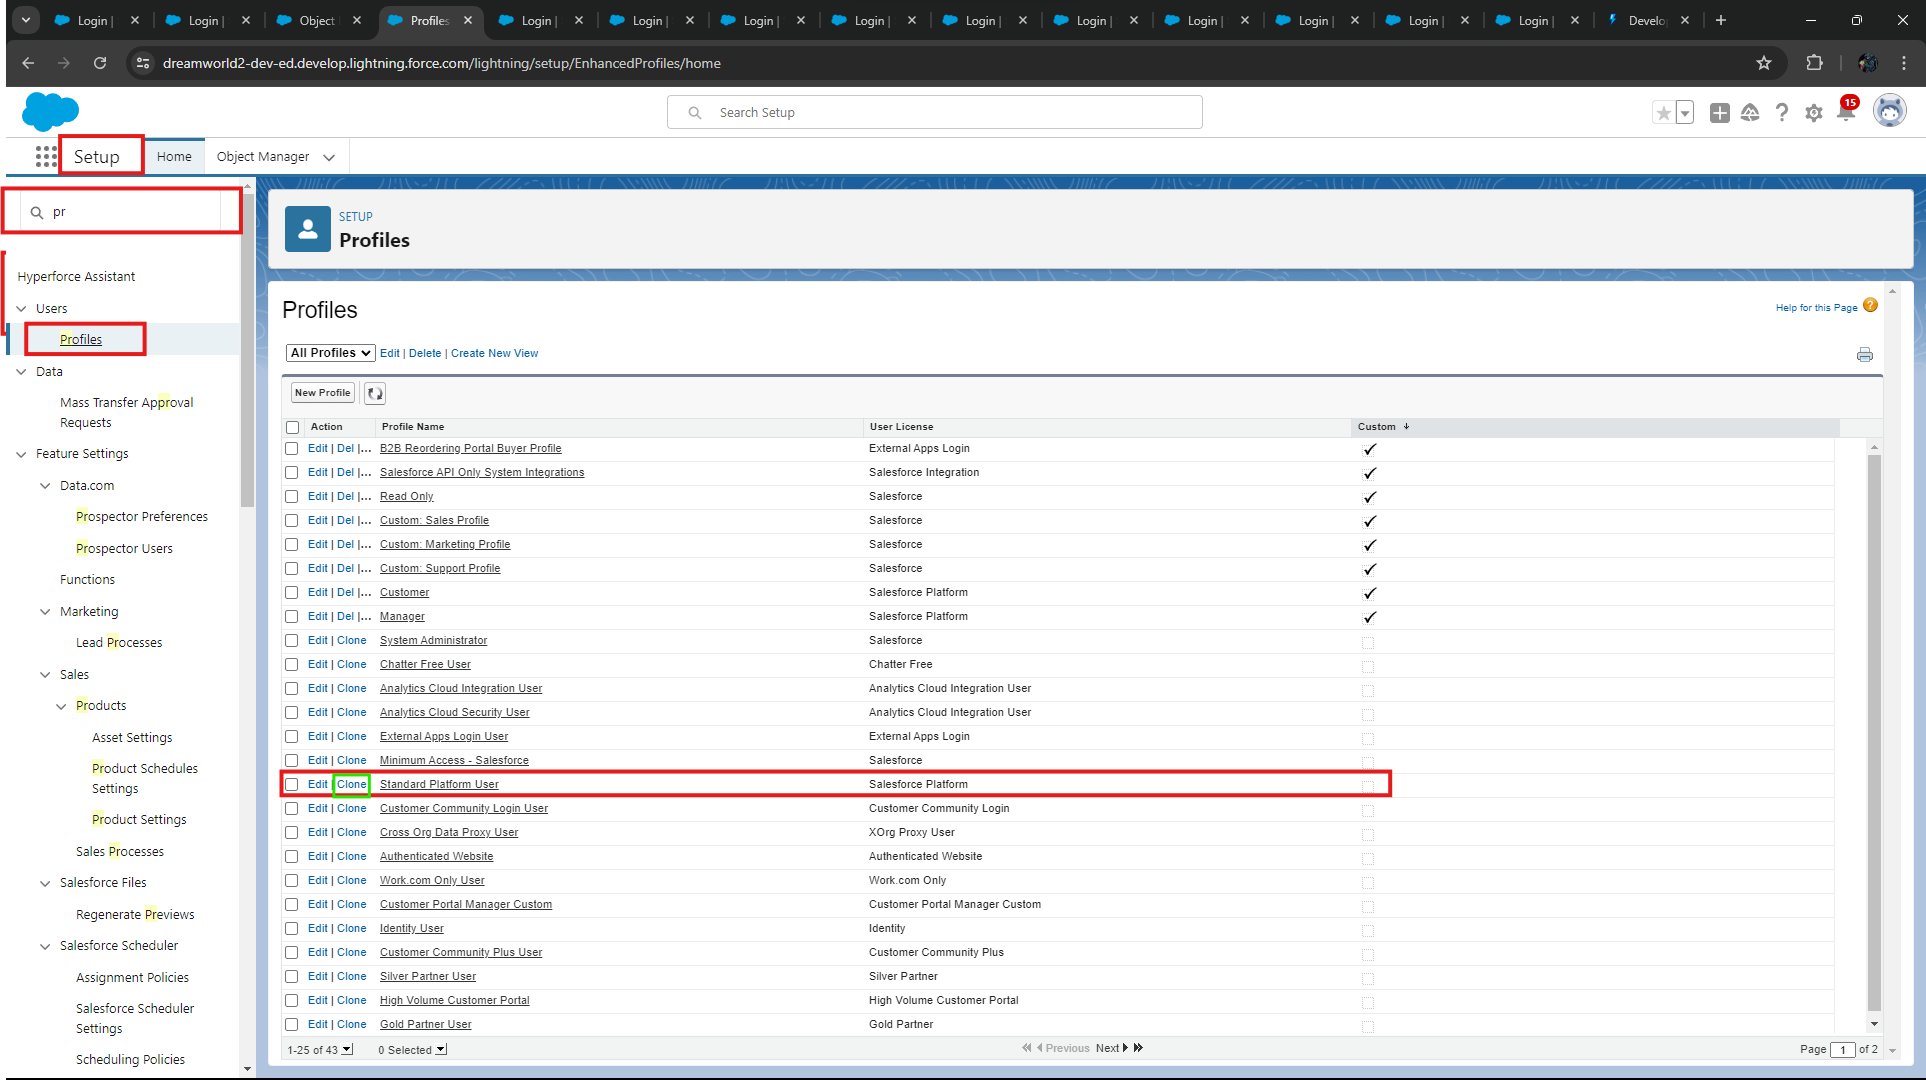 Login |
Login |
Object
Profiles
Login |
Login |
Login |
Login |
Login |
Login |
Login |
Login |
Login |
Login |
Develo
dreamworld2-dev-ed.develop.lightning.force.com/lightning/setup/EnhancedProfiles/home
Search Setup
15
Setup
Home
Object Manager
pr
Hyperforce Assistant
Users
Profiles
Data
Mass Transfer Approval
Requests
Feature Settings
Data.com
Prospector Preferences
Prospector Users
Functions
Marketing
Lead Processes
Sales
Products
Asset Settings
Product Schedules
Settings
Product Settings
Sales Processes
Salesforce Files
Regenerate Previews
Salesforce Scheduler
Assignment Policies
Salesforce Scheduler
Settings
Scheduling Policies
SETUP
Profiles
Profiles
Help for this Page ?
All Profiles Edit | Delete | Create New View
New Profile
Action Profile Name User License Custom
Edit | Del |... B2B Reordering Portal Buyer Profile External Apps Login
Edit | Del |... Salesforce API Only System Integrations Salesforce Integration
Edit | Del |... Read Only Salesforce
Edit | Del |... Custom: Sales Profile Salesforce
Edit | Del |... Custom: Marketing Profile Salesforce
Edit | Del |... Custom: Support Profile Salesforce
Edit | Del |... Customer Salesforce Platform
Edit | Del |... Manager Salesforce Platform
Edit | Clone System Administrator Salesforce
Edit | Clone Chatter Free User Chatter Free
Edit | Clone Analytics Cloud Integration User Analytics Cloud Integration User
Edit | Clone Analytics Cloud Security User Analytics Cloud Integration User
Edit | Clone External Apps Login User External Apps Login
Edit | Clone Minimum Access - Salesforce Salesforce
Edit | Clone Standard Platform User Salesforce Platform
Edit | Clone Customer Community Login User Customer Community Login
Edit | Clone Cross Org Data Proxy User XOrg Proxy User
Edit | Clone Authenticated Website Authenticated Website
Edit | Clone Work.com Only User Work.com Only
Edit | Clone Customer Portal Manager Custom Customer Portal Manager Custom
Edit | Clone Identity User Identity
Edit | Clone Customer Community Plus User Customer Community Plus
Edit | Clone Silver Partner User Silver Partner
Edit | Clone High Volume Customer Portal High Volume Customer Portal
Edit | Clone Gold Partner User Gold Partner
1-25 of 43 0 Selected Previous Next Page 1 of 2